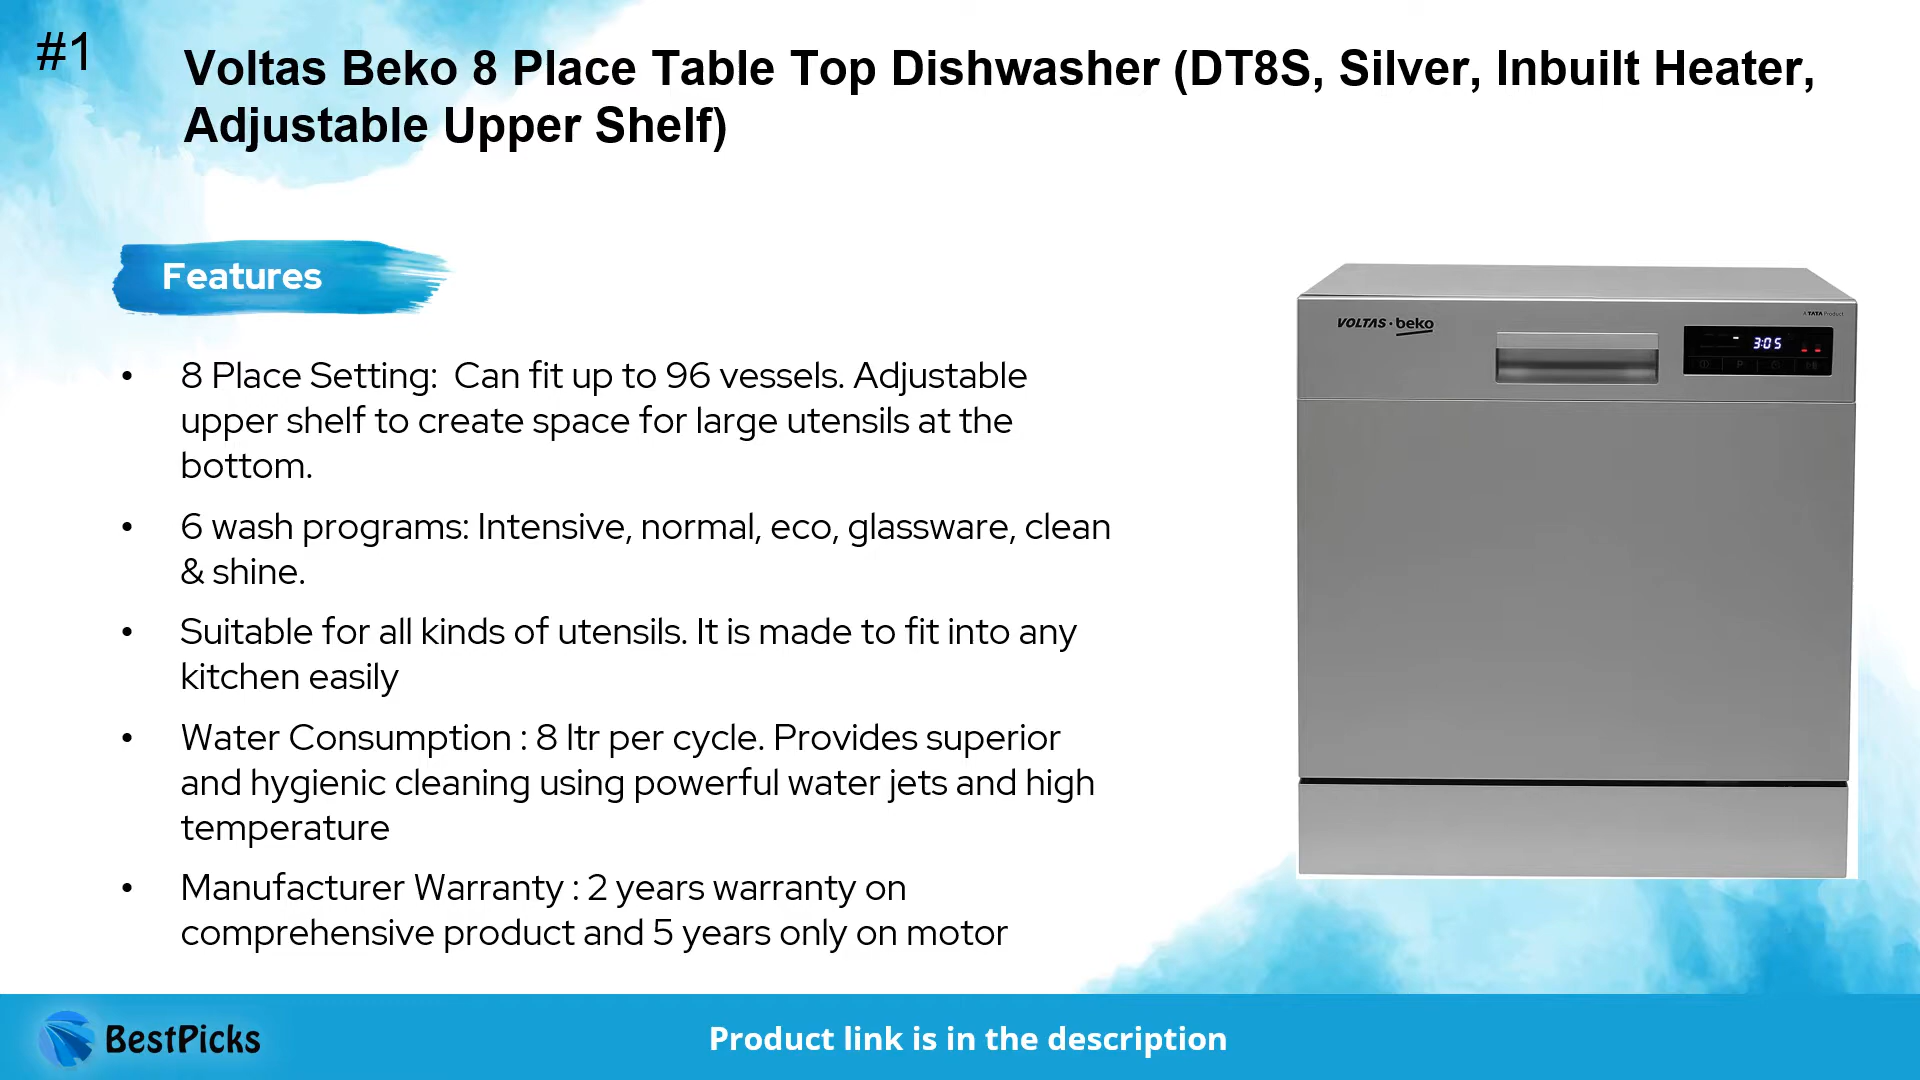 #1
Voltas Beko 8 Place Table Top Dishwasher (DT8S, Silver, Inbuilt Heater,
Adjustable Upper Shelf)
Features
• 8 Place Setting:  Can fit up to 96 vessels. Adjustable
upper shelf to create space for large utensils at the
bottom.
• 6 wash programs: Intensive, normal, eco, glassware, clean
& shine.
• Suitable for all kinds of utensils. It is made to fit into any
kitchen easily
• Water Consumption : 8 ltr per cycle. Provides superior
and hygienic cleaning using powerful water jets and high
temperature
• Manufacturer Warranty : 2 years warranty on
comprehensive product and 5 years only on motor
VOLTAS • beko
A TATA Product
3:05
P
BestPicks
Product link is in the description